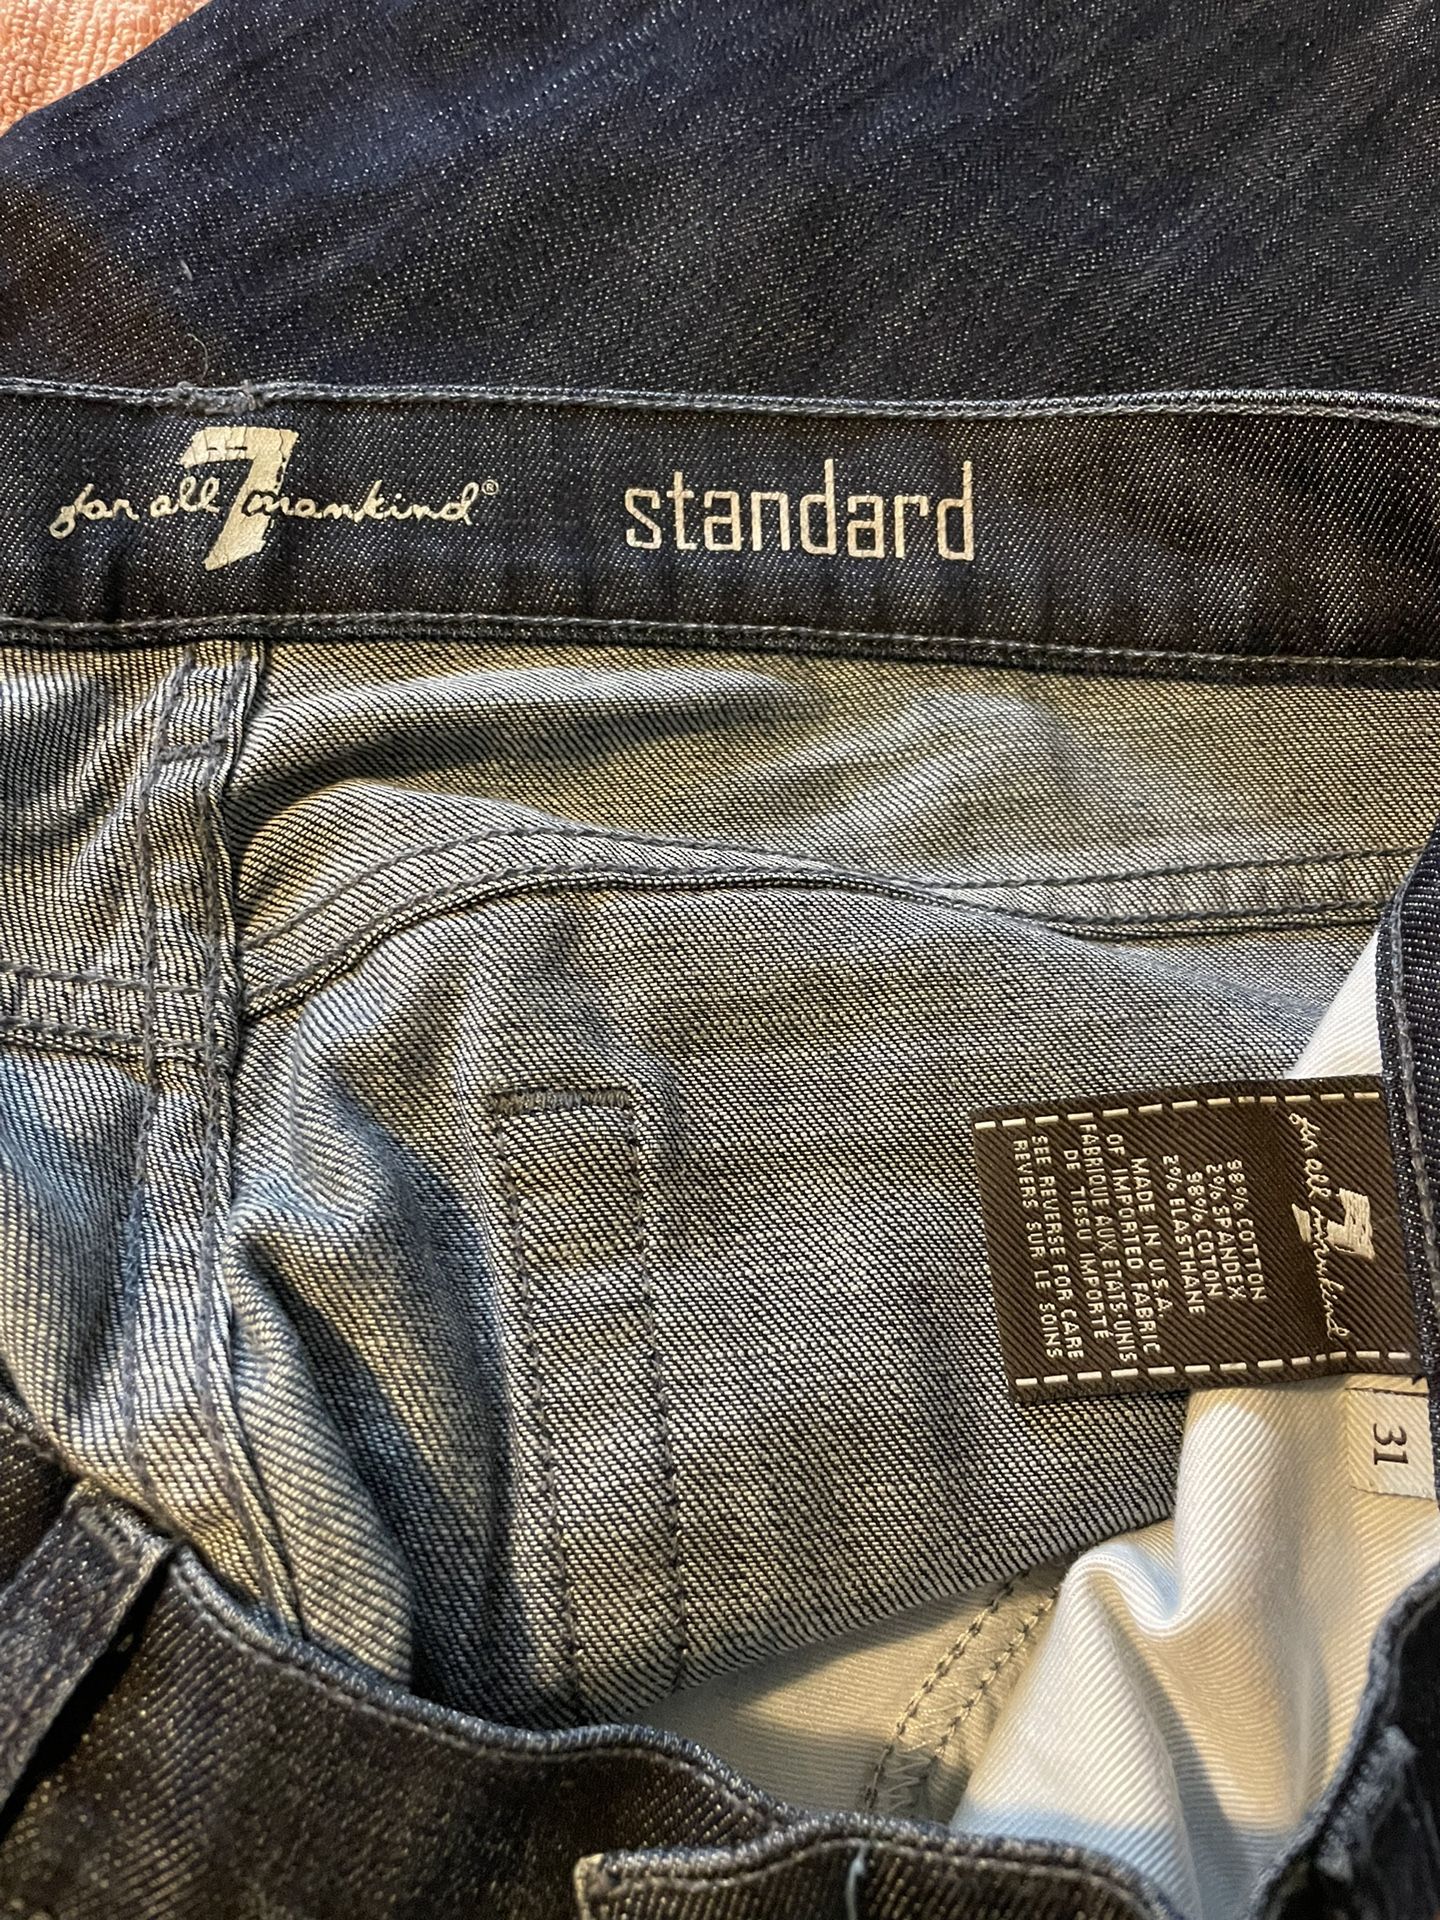 for all 7 mankind®
standard
for all 7 mankind
98% COTTON
2% SPANDEX
98% COTON
2% ELASTHANE
MADE IN U.S.A.
OF IMPORTED FABRIC
FABRIQUE AUX ETATS-UNIS
DE TISSU IMPORTE
SEE REVERSE FOR CARE
REVERS SUR LE SOINS
31